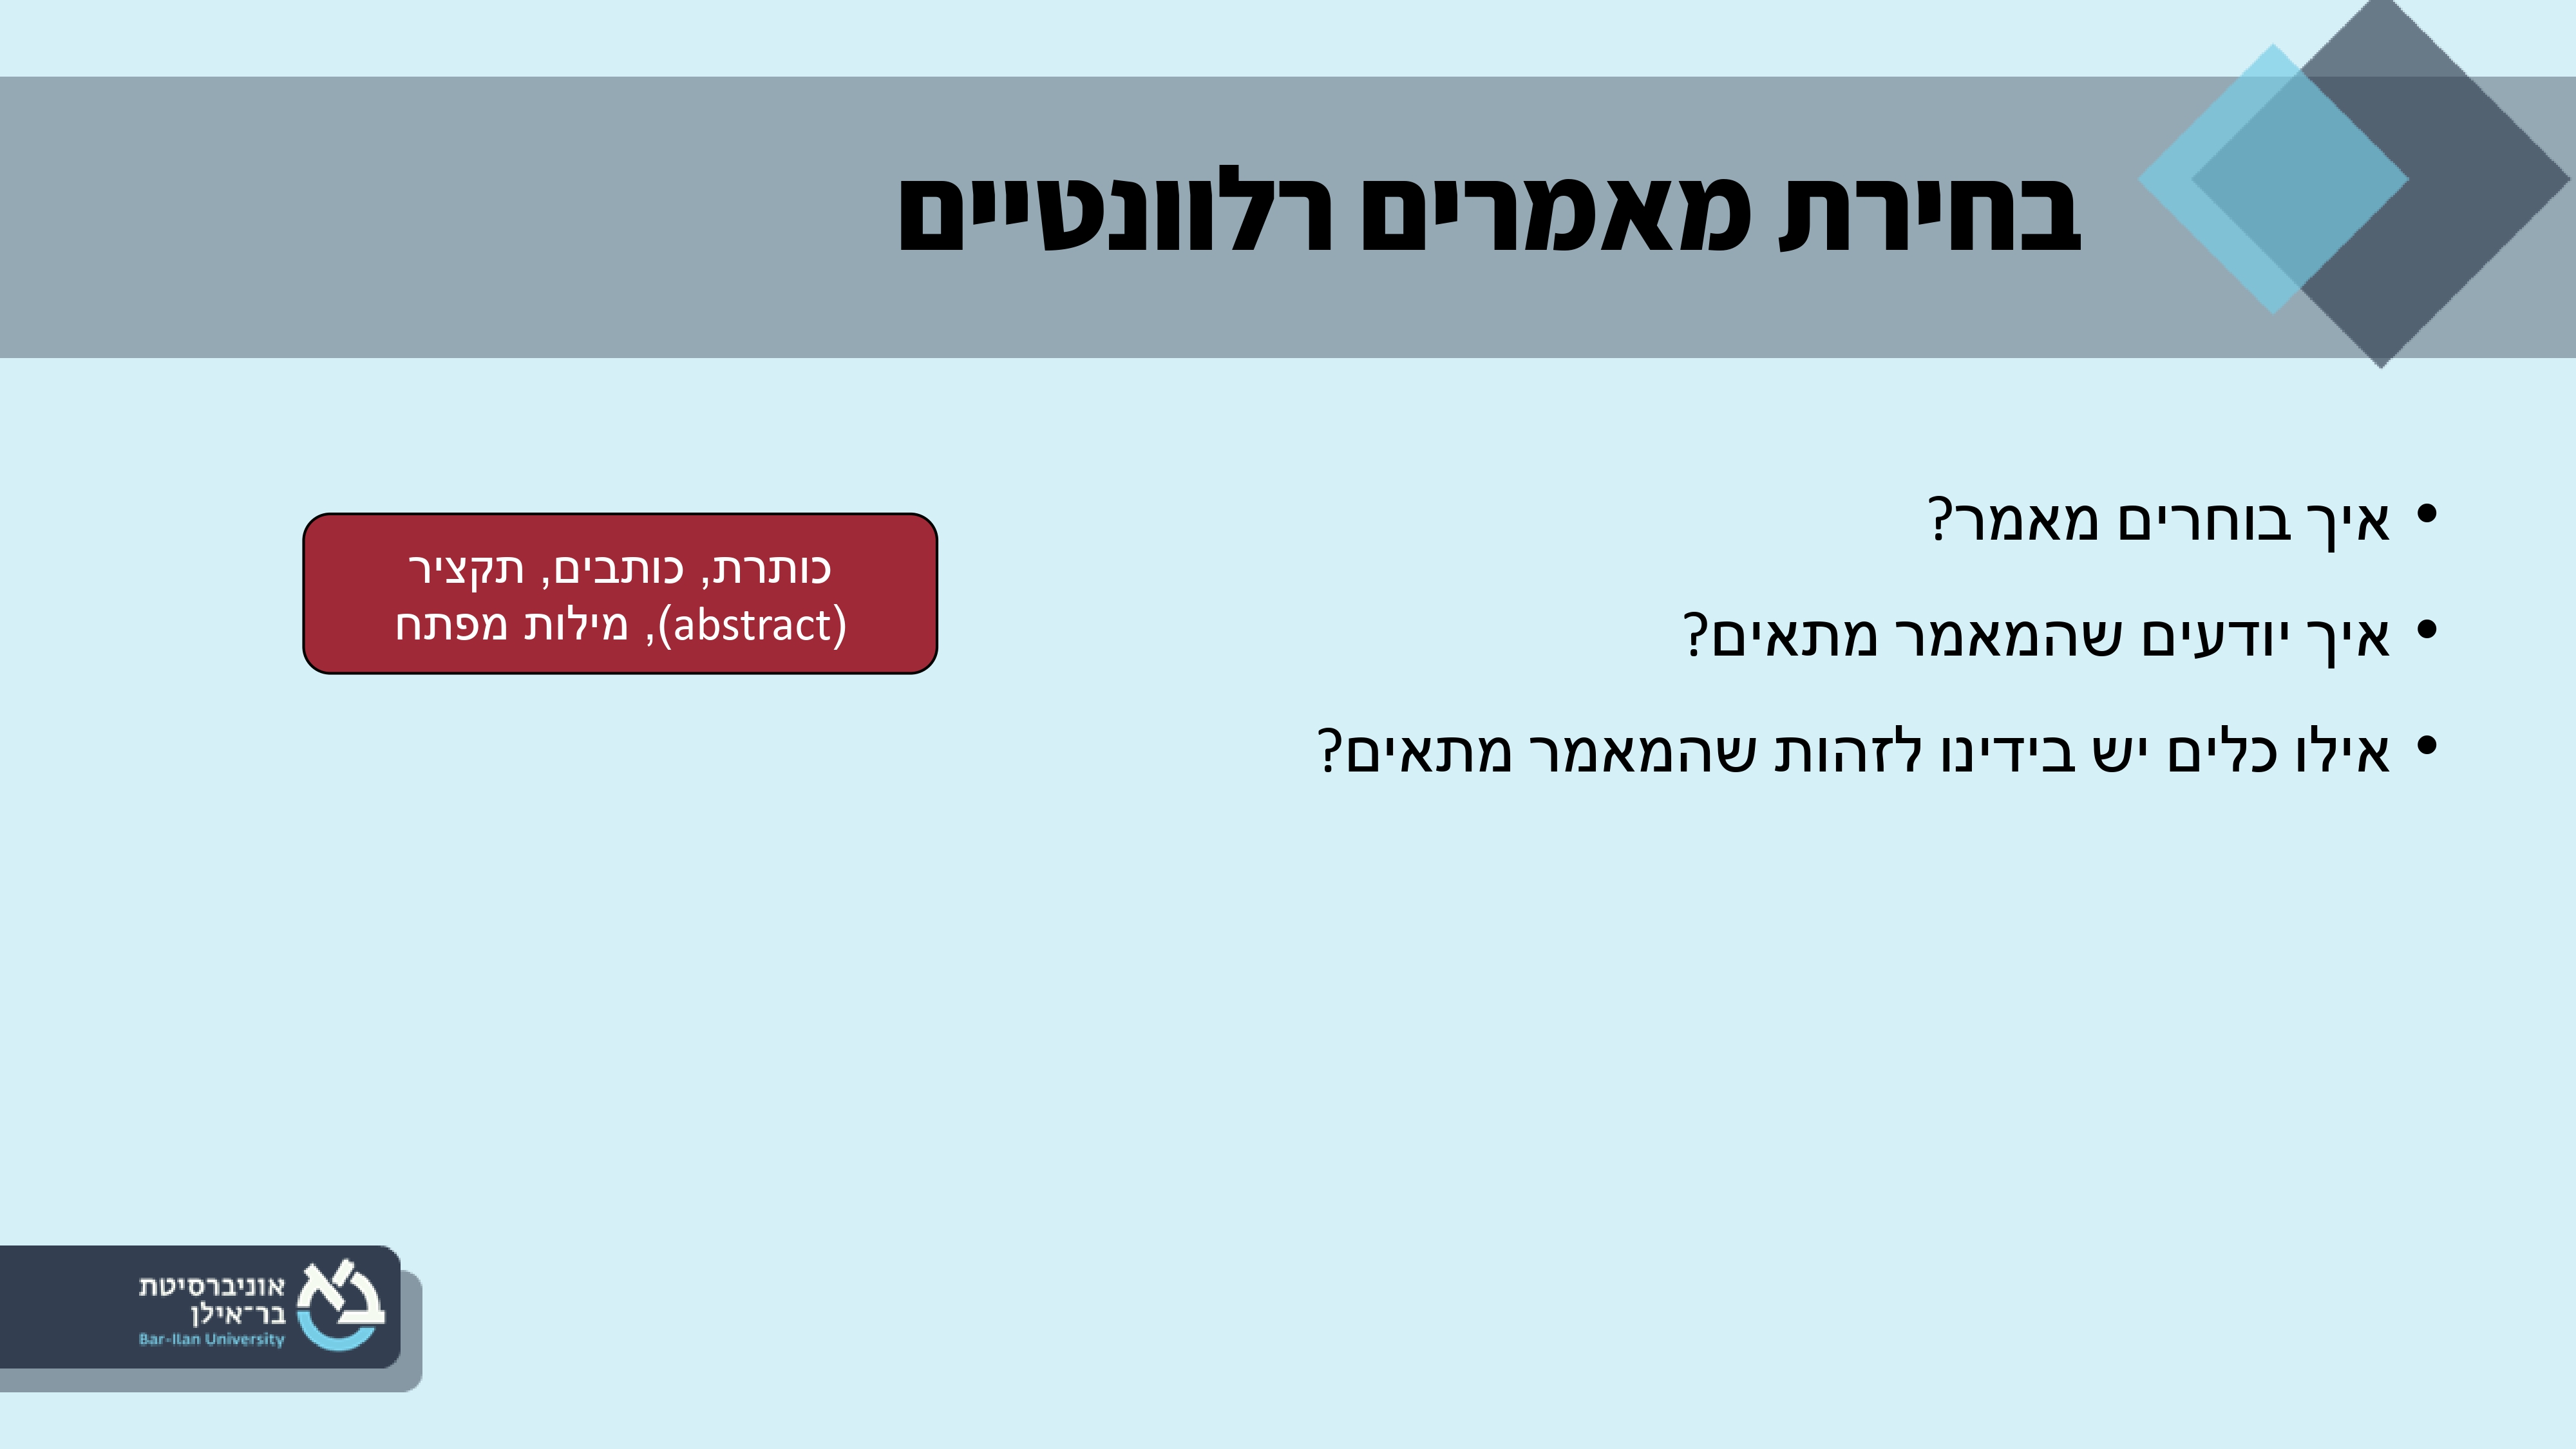 בחירת מאמרים רלוונטיים
• איך בוחרים מאמר?
• איך יודעים שהמאמר מתאים?
• אילו כלים יש בידינו לזהות שהמאמר מתאים?
כותרת, כותבים, תקציר
(abstract), מילות מפתח
אוניברסיטת
בר־אילן
Bar-Ilan University